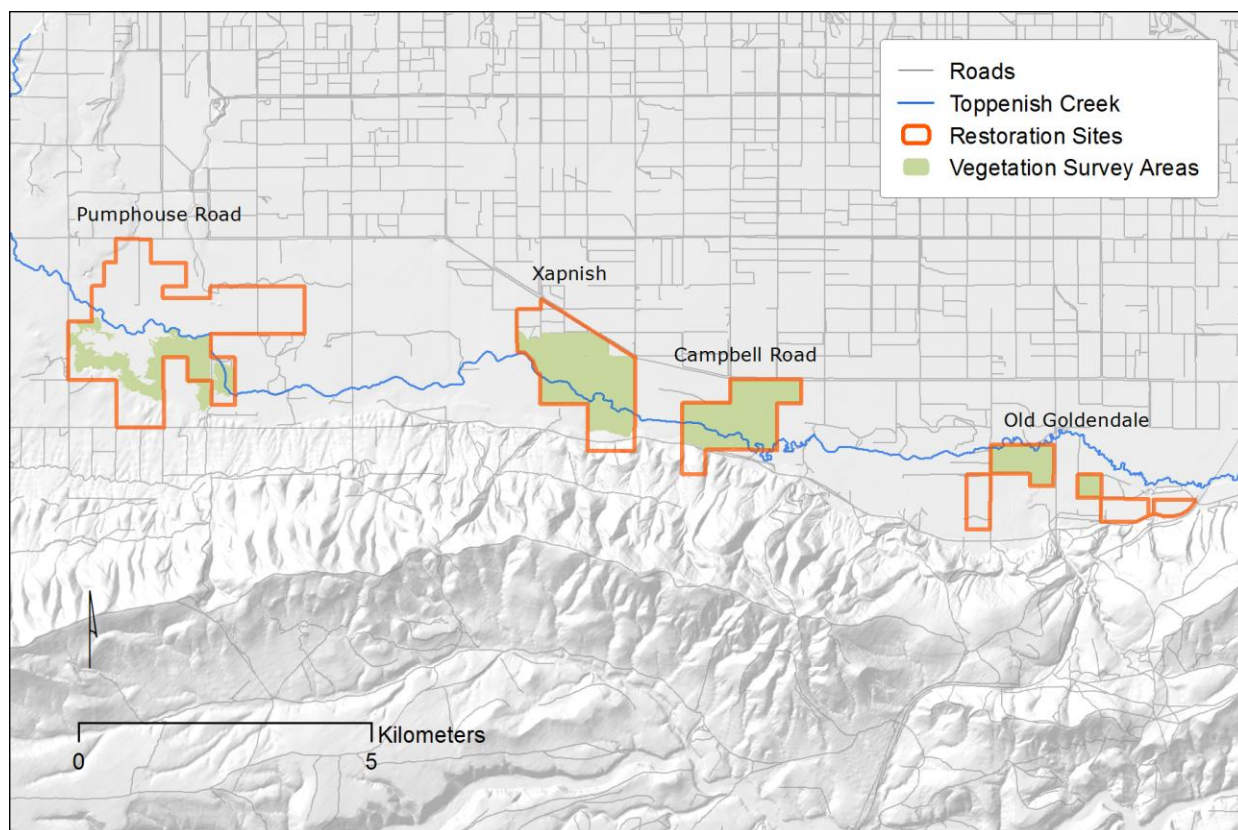 Roads
Toppenish Creek
Restoration Sites
Vegetation Survey Areas
Pumphouse Road
Xapnish
Campbell Road
Old Goldendale
Kilometers
0 5